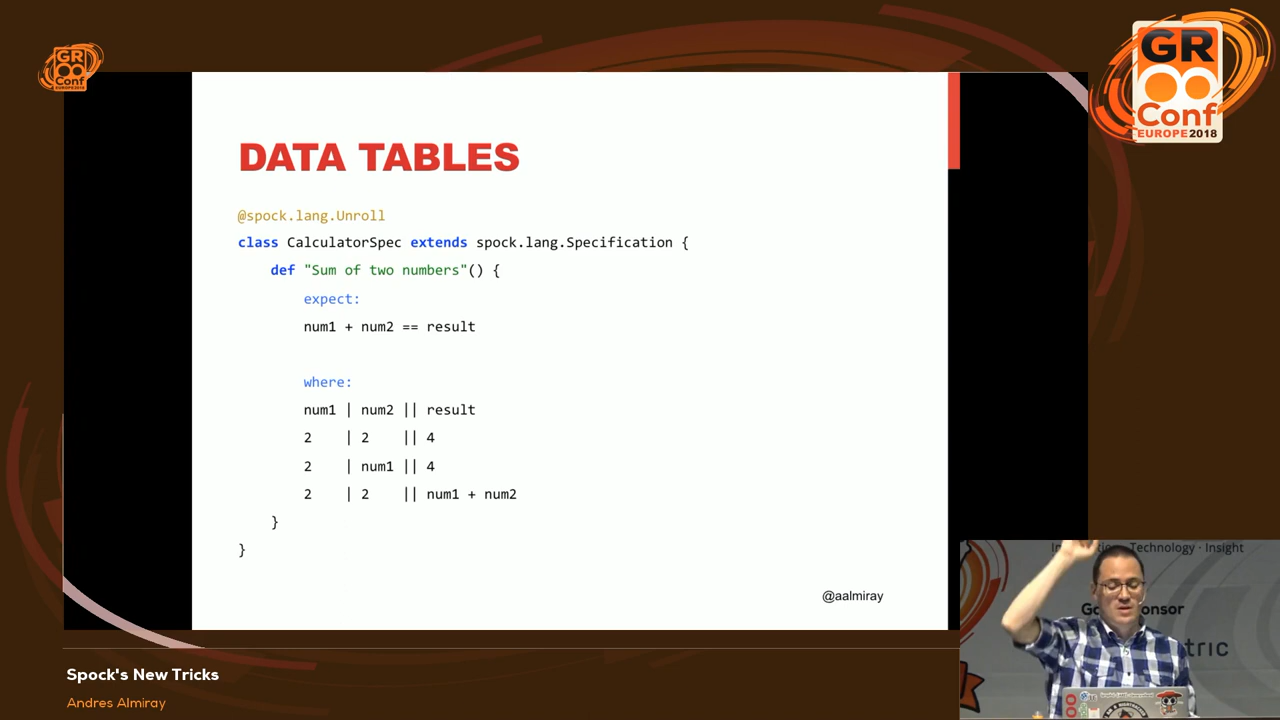 GR
Conf
EUROPE 2018
GR
Conf
EUROPE 2018
DATA TABLES
@spock.lang.Unroll
class CalculatorSpec extends spock.lang.Specification {
def "Sum of two numbers"() {
expect:
num1 + num2 == result
where:
num1 | num2 || result
2 | 2 || 4
2 | num1 || 4
2 | 2 || num1 + num2
}
}
@aalmiray
Technology · Insight
Spock's New Tricks
Andres Almiray